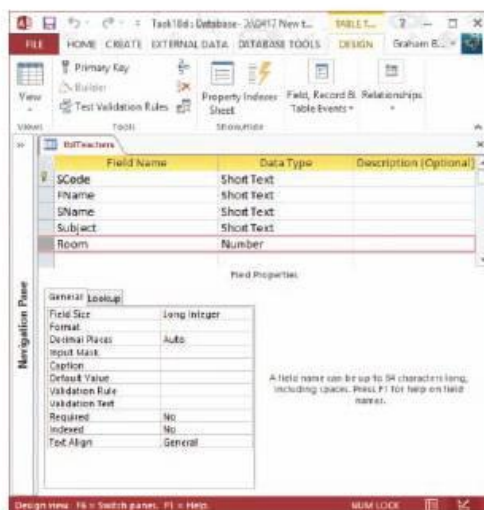 Task18d : Database- D:\0417 New t... TABLE T... ? – □ ×
FILE HOME CREATE EXTERNAL DATA DATABASE TOOLS DESIGN Graham B...
View
Primary Key
Builder
Test Validation Rules
Property Sheet
Indexes
Field, Record & Table Events
Relationships
Views Tools Show/Hide
tblTeachers
Field Name Data Type Description (Optional)
SCode Short Text
FName Short Text
SName Short Text
Subject Short Text
Room Number
Field Properties
Navigation Pane
General Lookup
Field Size Long Integer
Format
Decimal Places Auto
Input Mask
Caption
Default Value
Validation Rule
Validation Text
Required No
Indexed No
Text Align General
A field name can be up to 64 characters long,
including spaces. Press F1 for help on field
names.
Design view. F6 = Switch panes. F1 = Help. NUM LOCK